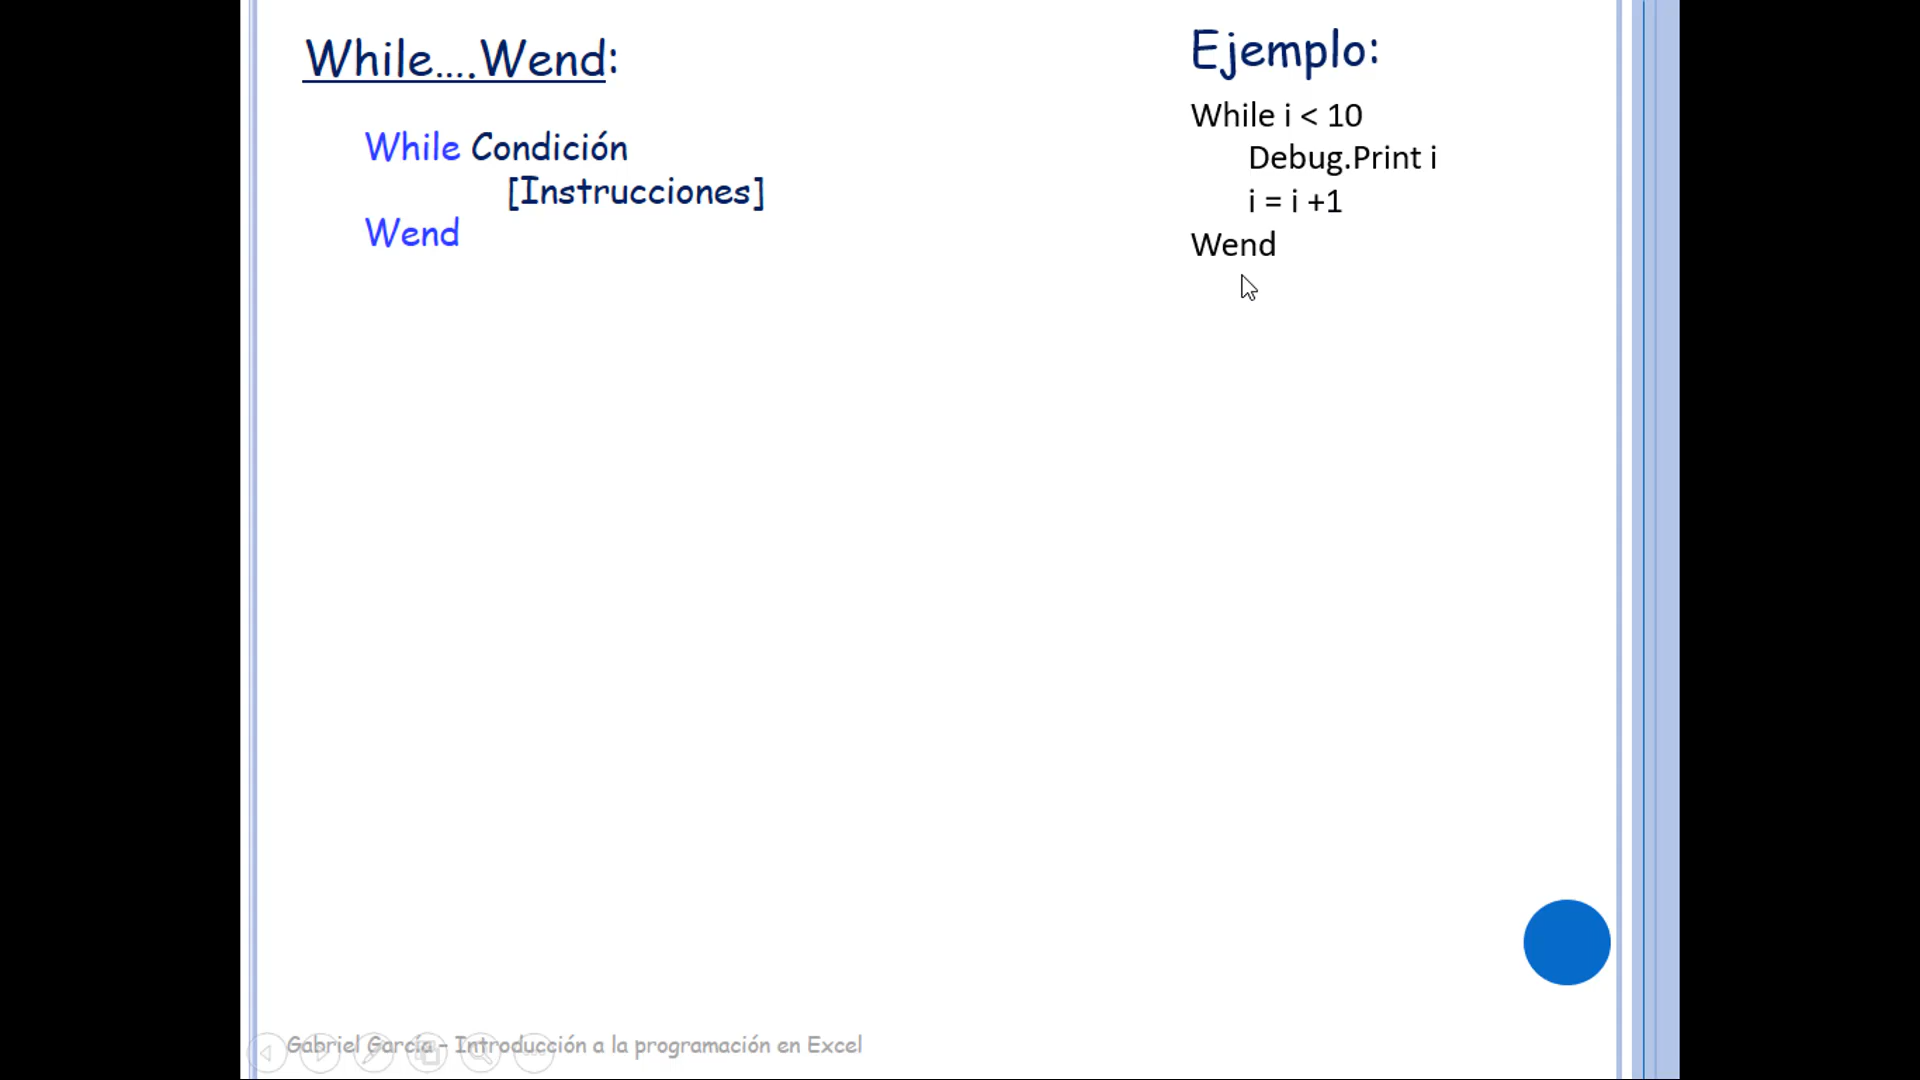 While....Wend:
While Condición
[Instrucciones]
Wend
Ejemplo:
While i < 10
Debug.Print i
i = i +1
Wend
Gabriel García - Introducción a la programación en Excel